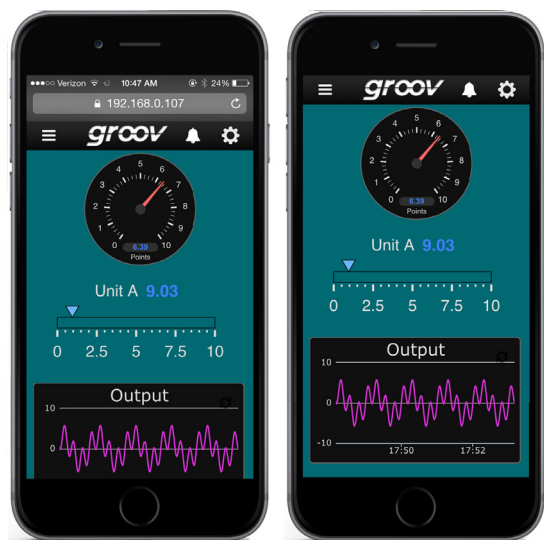 Verizon 10:47 AM 24%
192.168.0.107
groov
0 1 2 3 4 5 6 7 8 9 10
6.39
Points
Unit A 9.03
0 2.5 5 7.5 10
Output
10
0
groov
0 1 2 3 4 5 6 7 8 9 10
6.39
Points
Unit A 9.03
0 2.5 5 7.5 10
Output
10
0
-10
17:50 17:52